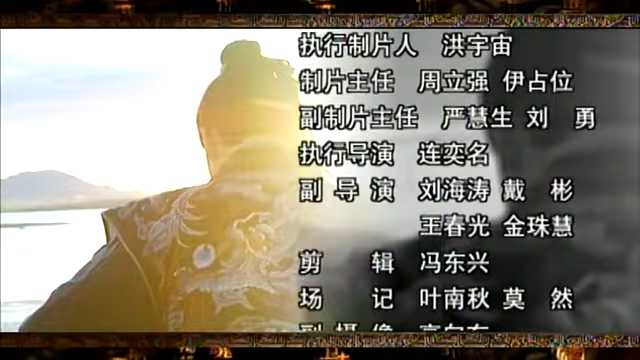 执行制片人 洪宇宙
制片主任 周立强 伊占位
副制片主任 严慧生 刘 勇
执行导演 连奕名
副 导 演 刘海涛 戴 彬
王春光 金珠慧
剪 辑 冯东兴
场 记 叶南秋 莫 然
副 摄 像